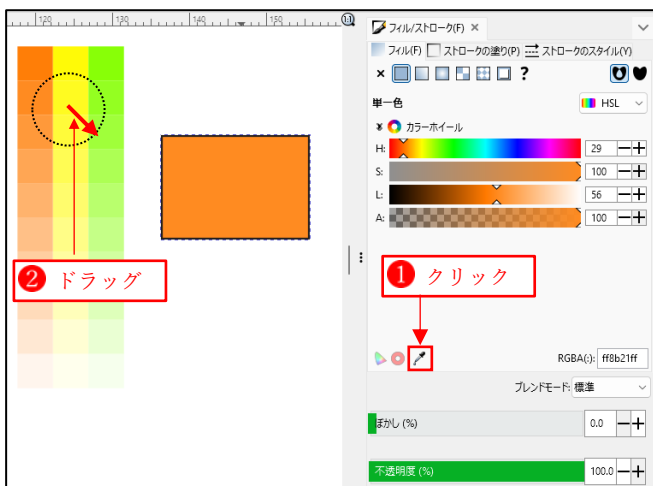 120 130 140 150
1:1
フィル/ストローク(F) ×
フィル(F) ストロークの塗り(P) ストロークのスタイル(Y)
× ?
単一色 HSL
カラーホイール
H: 29
S: 100
L: 56
A: 100
❷ ドラッグ
❶ クリック
RGBA(:): ff8b21ff
ブレンドモード: 標準
ぼかし (%) 0.0
不透明度 (%) 100.0